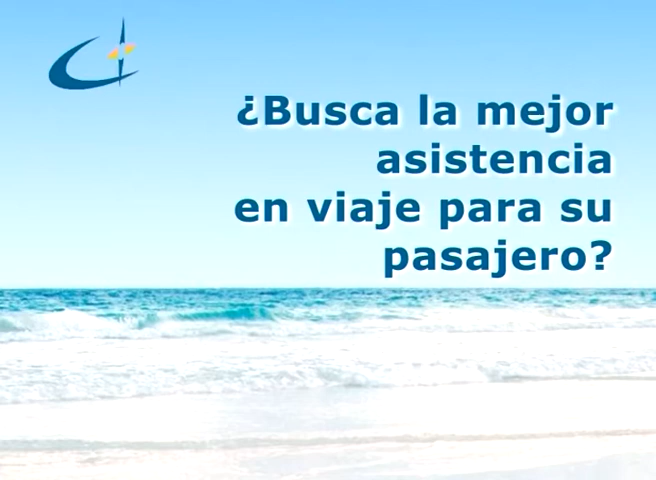 ¿Busca la mejor
asistencia
en viaje para su
pasajero?